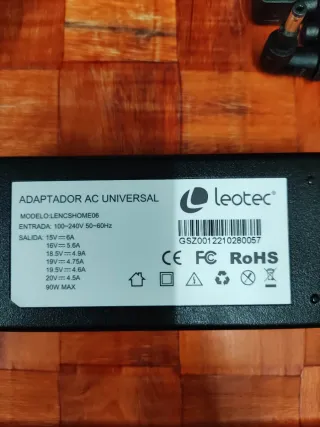 ADAPTADOR AC UNIVERSAL
MODELO:LENCSHOME06
ENTRADA: 100~240V 50~60Hz
SALIDA: 15V⎓6A
16V⎓5.6A
18.5V⎓4.9A
19V⎓4.75A
19.5V⎓4.6A
20V⎓4.5A
90W MAX
leotec®
GSZ0012210280057
CE FC RoHS